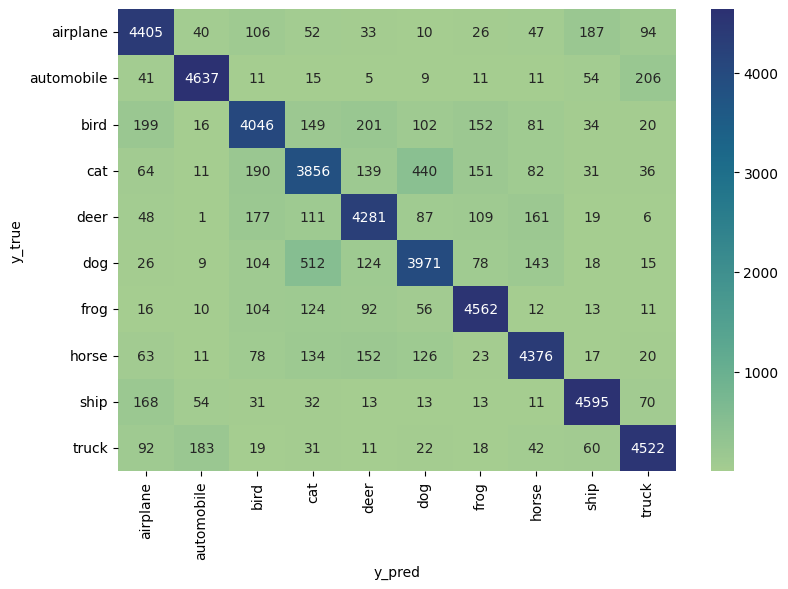 airplane 4405 40 106 52 33 10 26 47 187 94
automobile 41 4637 11 15 5 9 11 11 54 206
bird 199 16 4046 149 201 102 152 81 34 20
cat 64 11 190 3856 139 440 151 82 31 36
deer 48 1 177 111 4281 87 109 161 19 6
dog 26 9 104 512 124 3971 78 143 18 15
frog 16 10 104 124 92 56 4562 12 13 11
horse 63 11 78 134 152 126 23 4376 17 20
ship 168 54 31 32 13 13 13 11 4595 70
truck 92 183 19 31 11 22 18 42 60 4522
airplane automobile bird cat deer dog frog horse ship truck
y_pred
y_true
4000
3000
2000
1000